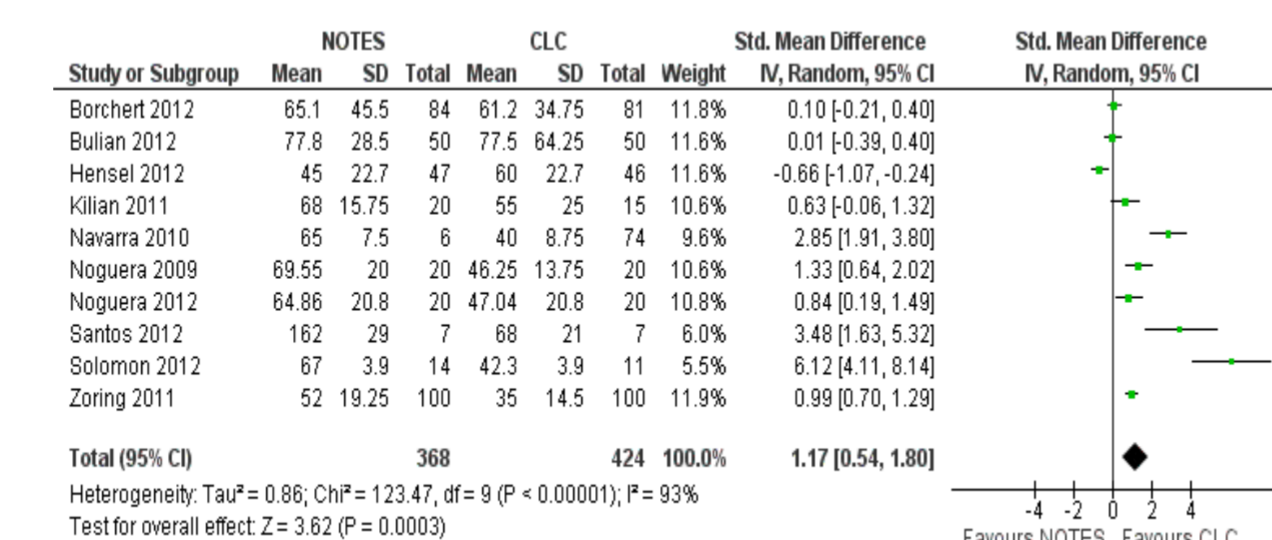 NOTES CLC Std. Mean Difference Std. Mean Difference
Study or Subgroup Mean SD Total Mean SD Total Weight IV, Random, 95% CI IV, Random, 95% CI
Borchert 2012 65.1 45.5 84 61.2 34.75 81 11.8% 0.10 [-0.21, 0.40]
Bulian 2012 77.8 28.5 50 77.5 64.25 50 11.6% 0.01 [-0.39, 0.40]
Hensel 2012 45 22.7 47 60 22.7 46 11.6% -0.66 [-1.07, -0.24]
Kilian 2011 68 15.75 20 55 25 15 10.6% 0.63 [-0.06, 1.32]
Navarra 2010 65 7.5 6 40 8.75 74 9.6% 2.85 [1.91, 3.80]
Noguera 2009 69.55 20 20 46.25 13.75 20 10.6% 1.33 [0.64, 2.02]
Noguera 2012 64.86 20.8 20 47.04 20.8 20 10.8% 0.84 [0.19, 1.49]
Santos 2012 162 29 7 68 21 7 6.0% 3.48 [1.63, 5.32]
Solomon 2012 67 3.9 14 42.3 3.9 11 5.5% 6.12 [4.11, 8.14]
Zoring 2011 52 19.25 100 35 14.5 100 11.9% 0.99 [0.70, 1.29]
Total (95% CI) 368 424 100.0% 1.17 [0.54, 1.80]
Heterogeneity: Tau² = 0.86; Chi² = 123.47, df = 9 (P < 0.00001); I² = 93%
Test for overall effect: Z = 3.62 (P = 0.0003)
-4 -2 0 2 4
Favours NOTES Favours CLC